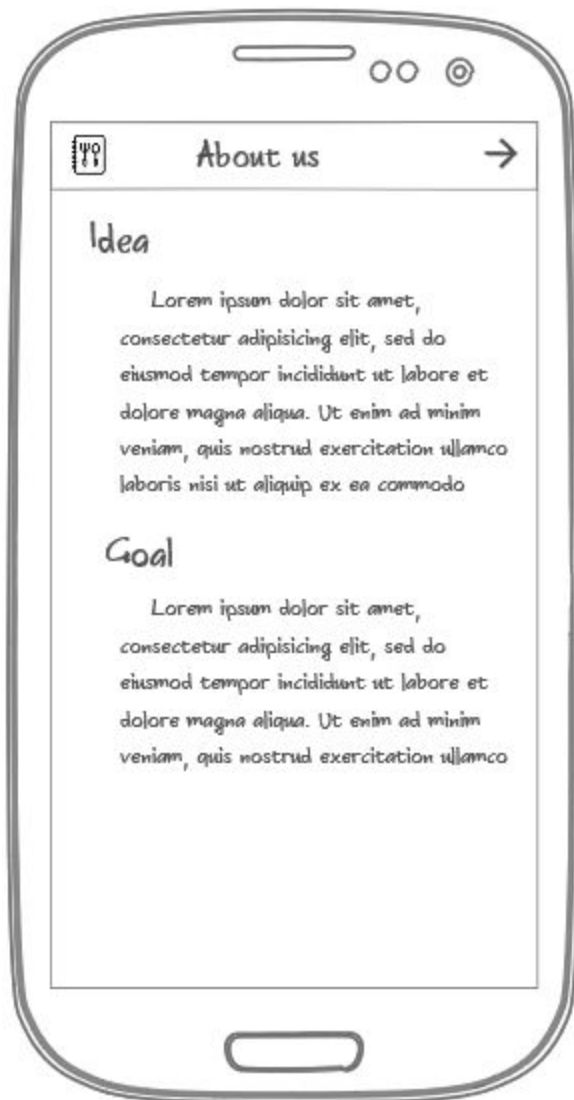 About us
Idea
Lorem ipsum dolor sit amet,
consectetur adipisicing elit, sed do
eiusmod tempor incididunt ut labore et
dolore magna aliqua. Ut enim ad minim
veniam, quis nostrud exercitation ullamco
laboris nisi ut aliquip ex ea commodo
Goal
Lorem ipsum dolor sit amet,
consectetur adipisicing elit, sed do
eiusmod tempor incididunt ut labore et
dolore magna aliqua. Ut enim ad minim
veniam, quis nostrud exercitation ullamco